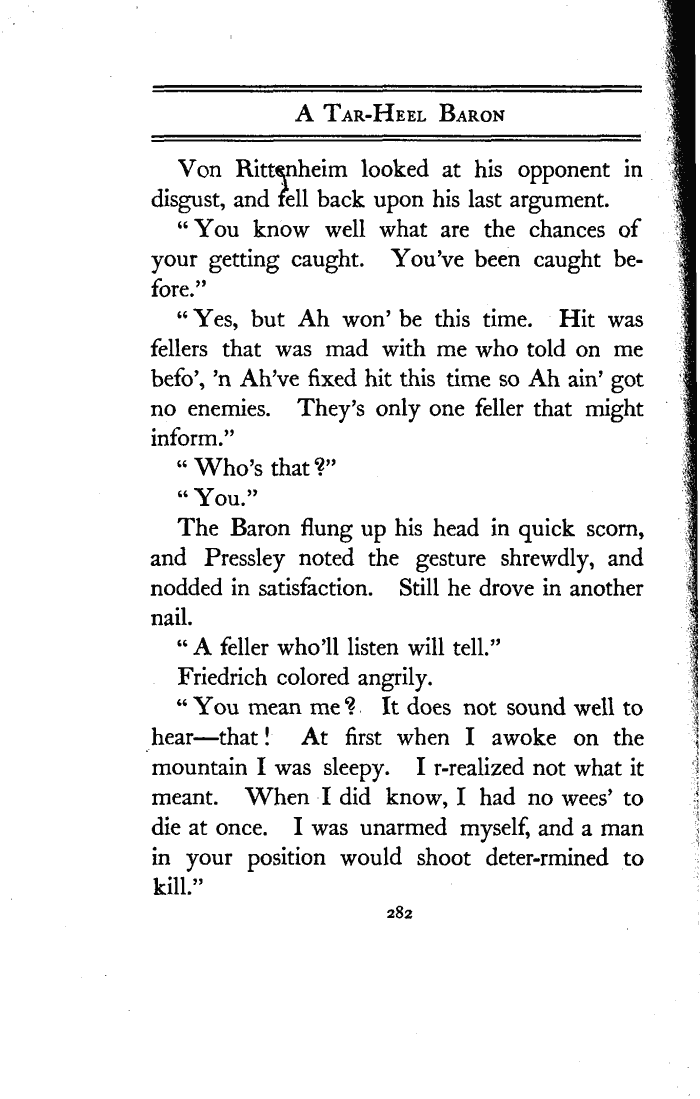 A Tar-Heel Baron
Von Rittenheim looked at his opponent in
disgust, and fell back upon his last argument.
“You know well what are the chances of
your getting caught. You've been caught be-
fore.”
“Yes, but Ah won' be this time. Hit was
fellers that was mad with me who told on me
befo', 'n Ah've fixed hit this time so Ah ain' got
no enemies. They's only one feller that might
inform.”
“Who's that?”
“You.”
The Baron flung up his head in quick scorn,
and Pressley noted the gesture shrewdly, and
nodded in satisfaction. Still he drove in another
nail.
“A feller who'll listen will tell.”
Friedrich colored angrily.
“You mean me? It does not sound well to
hear—that! At first when I awoke on the
mountain I was sleepy. I r-realized not what it
meant. When I did know, I had no wees' to
die at once. I was unarmed myself, and a man
in your position would shoot deter-rmined to
kill.”
282